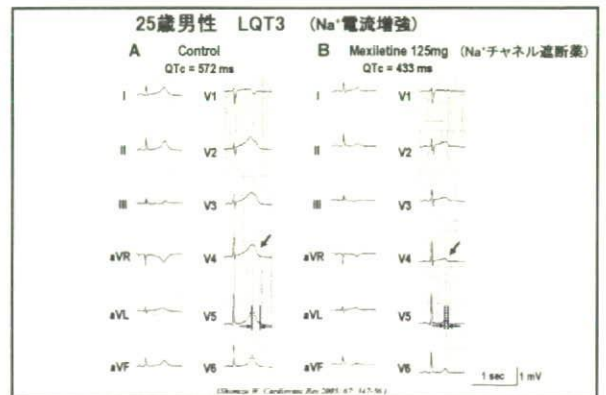 25歳男性 LQT3 (Na⁺電流増強)
A Control
QTc = 572 ms
B Mexiletine 125mg (Na⁺チャネル遮断薬)
QTc = 433 ms
I V1
II V2
III V3
aVR V4
aVL V5
aVF V6
I V1
II V2
III V3
aVR V4
aVL V5
aVF V6
1 sec 1 mV